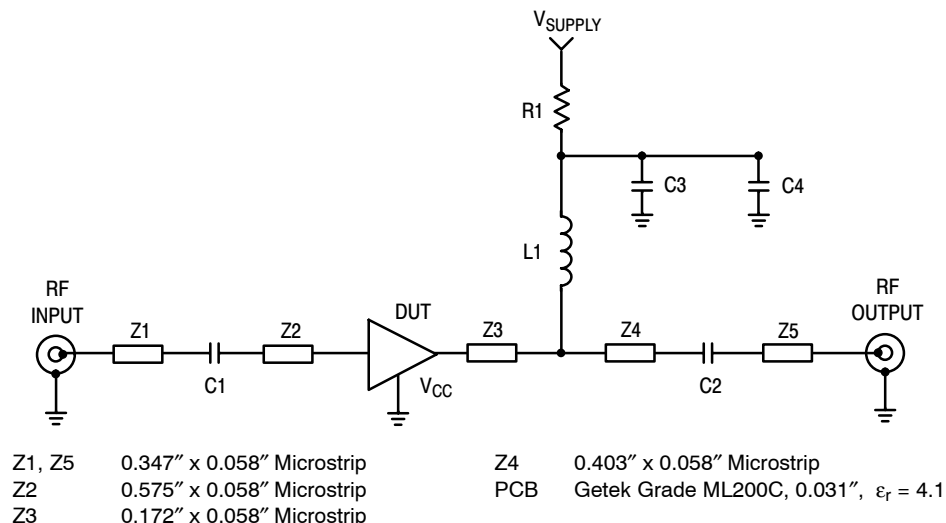 VSUPPLY
R1
C3
C4
L1
RF
INPUT
RF
OUTPUT
Z1
Z2
DUT
Z3
Z4
Z5
C1
VCC
C2
Z1, Z5 0.347″ x 0.058″ Microstrip
Z2 0.575″ x 0.058″ Microstrip
Z3 0.172″ x 0.058″ Microstrip
Z4 0.403″ x 0.058″ Microstrip
PCB Getek Grade ML200C, 0.031″, εr = 4.1